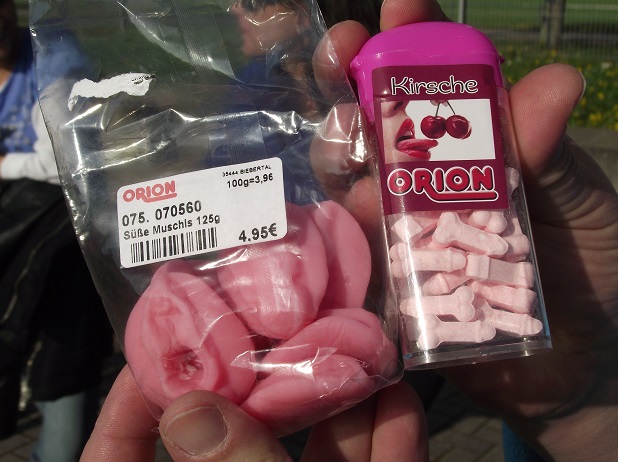 ORION
35444 BIEBERTAL
100g=3,96
075. 070560
Süße Muschis 125g
4.95€
Kirsche
ORION